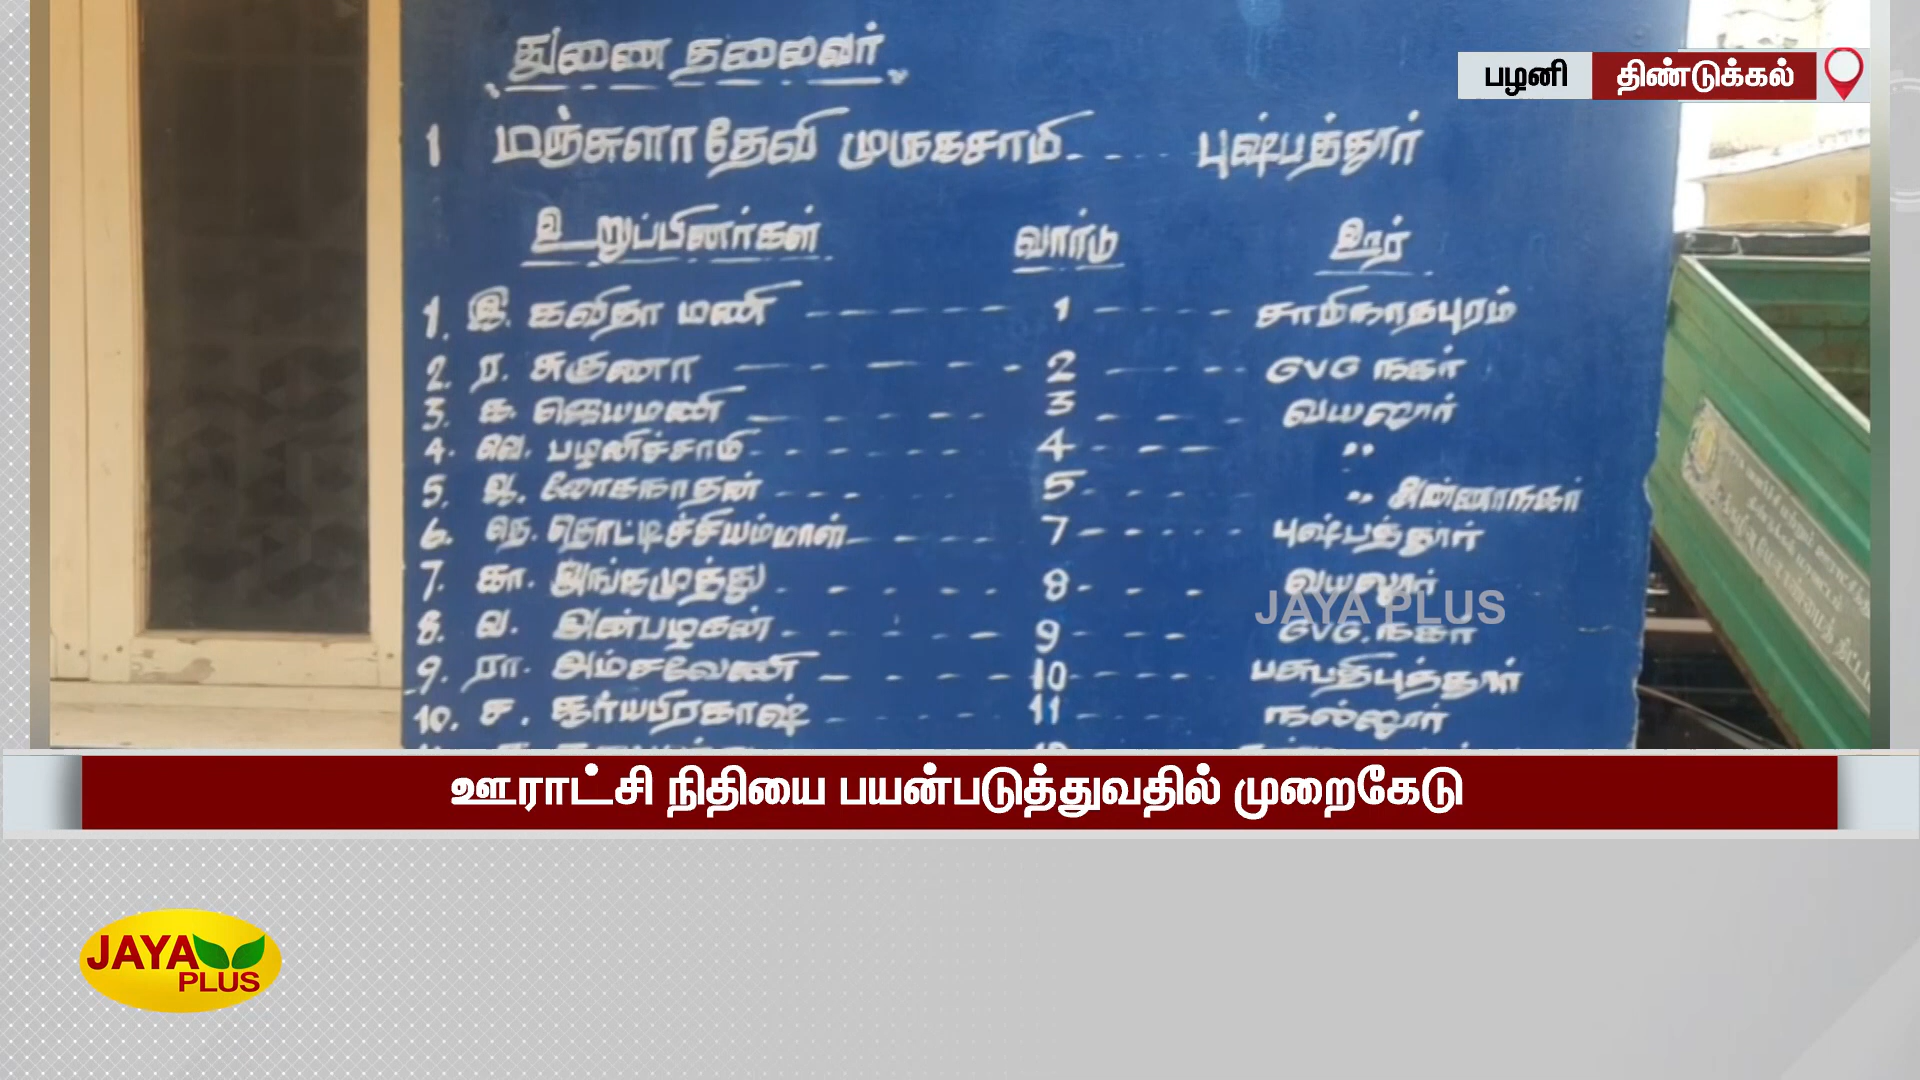 துணை தலைவர்
பழனி திண்டுக்கல்
1 மஞ்சுளா தேவி முருகசாமி புஷ்பத்தூர்
உறுப்பினர்கள் வார்டு ஊர்
1. இ. கவிதா மணி 1 சாமிநாதபுரம்
2. ர. சுகுணா 2 GVG நகர்
3. க. ஜெயமணி 3 வயலூர்
4. வெ. பழனிச்சாமி 4 "
5. ஆ. லோகநாதன் 5 " அண்ணாநகர்
6. தெ. தொட்டிச்சியம்மாள் 7 புஷ்பத்தூர்
7. கா. அங்கமுத்து 8 வயலூர்
8. வ. அன்பழகன் 9 GVG. நகர்
9. ரா. அம்சவேணி 10 பசுபதிபுத்தூர்
10. ச. சூர்யபிரகாஷ் 11 நல்லூர்
JAYA PLUS
ஊராட்சி நிதியை பயன்படுத்துவதில் முறைகேடு
JAYA
PLUS